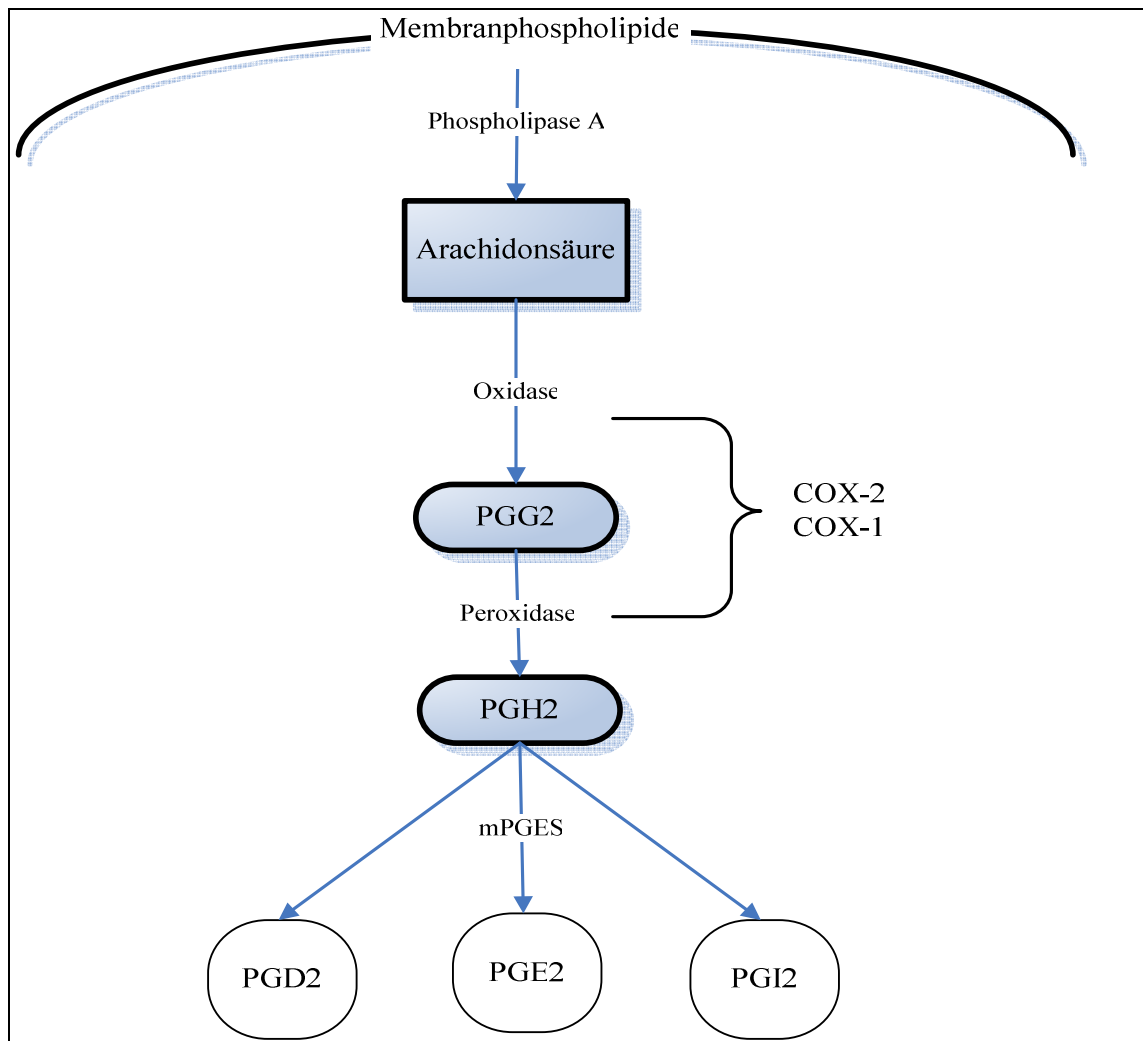 Membranphospholipide
Phospholipase A
Arachidonsäure
Oxidase
COX-2
COX-1
PGG2
Peroxidase
PGH2
mPGES
PGD2
PGE2
PGI2